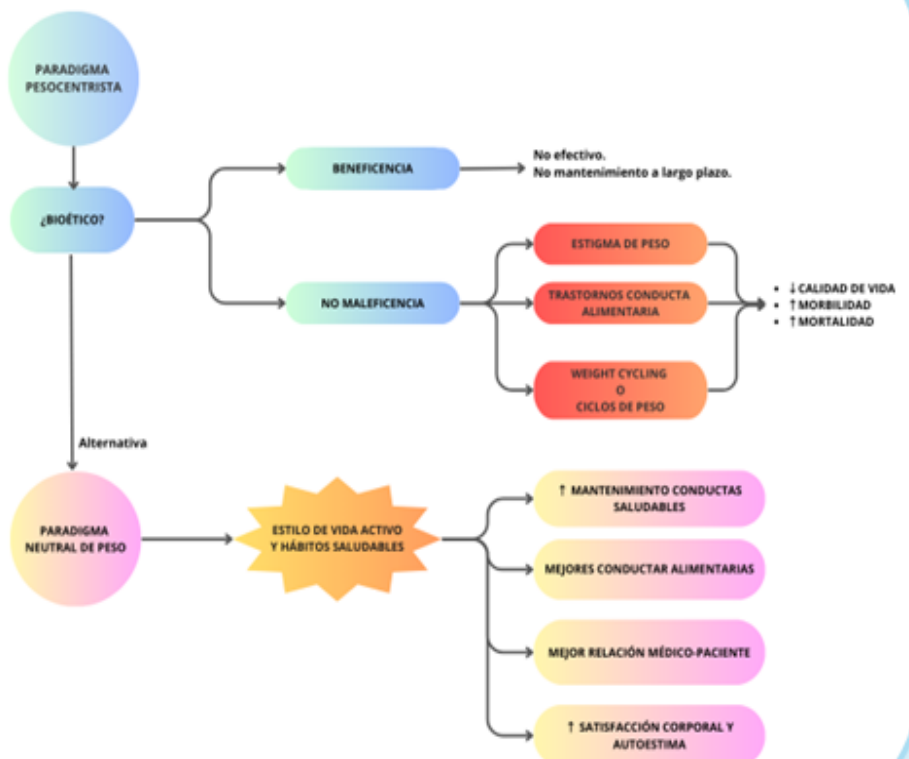 PARADIGMA
PESOCENTRISTA
¿BIOÉTICO?
BENEFICENCIA
No efectivo.
No mantenimiento a largo plazo.
NO MALEFICENCIA
ESTIGMA DE PESO
TRASTORNOS CONDUCTA
ALIMENTARIA
WEIGHT CYCLING
O
CICLOS DE PESO
• ↓ CALIDAD DE VIDA
• ↑ MORBILIDAD
• ↑ MORTALIDAD
Alternativa
PARADIGMA
NEUTRAL DE PESO
ESTILO DE VIDA ACTIVO
Y HÁBITOS SALUDABLES
↑ MANTENIMIENTO CONDUCTAS
SALUDABLES
MEJORES CONDUCTAR ALIMENTARIAS
MEJOR RELACIÓN MÉDICO-PACIENTE
↑ SATISFACCIÓN CORPORAL Y
AUTOESTIMA